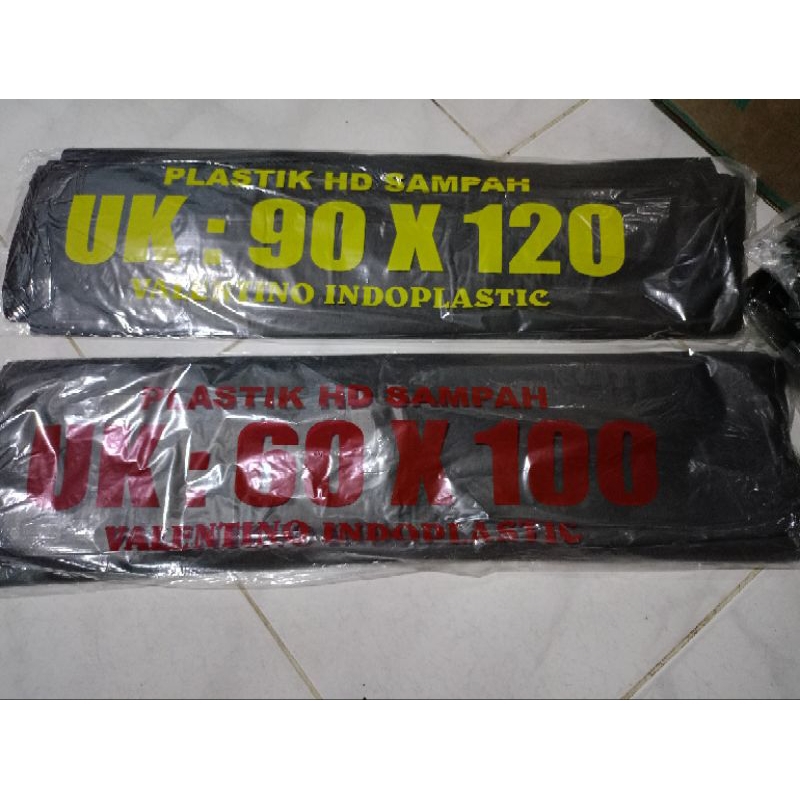 PLASTIK HD SAMPAH
UK : 90 X 120
VALENTINO INDOPLASTIC
PLASTIK HD SAMPAH
UK : 60 X 100
VALENTINO INDOPLASTIC